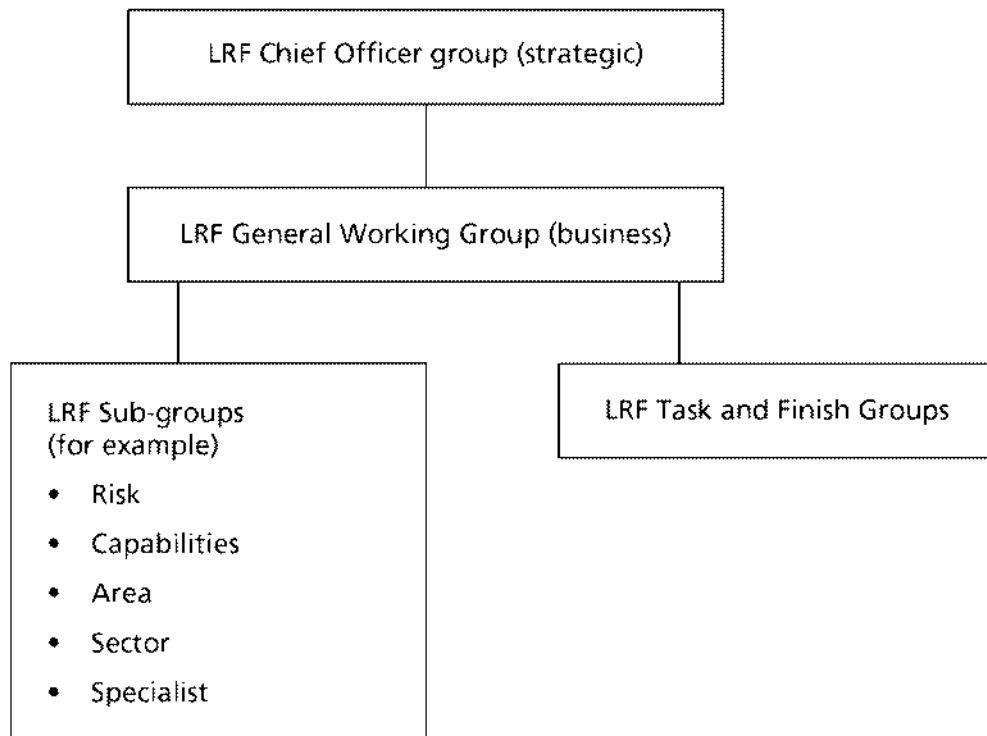 LRF Chief Officer group (strategic)
LRF General Working Group (business)
LRF Sub-groups
(for example)
• Risk
• Capabilities
• Area
• Sector
• Specialist
LRF Task and Finish Groups